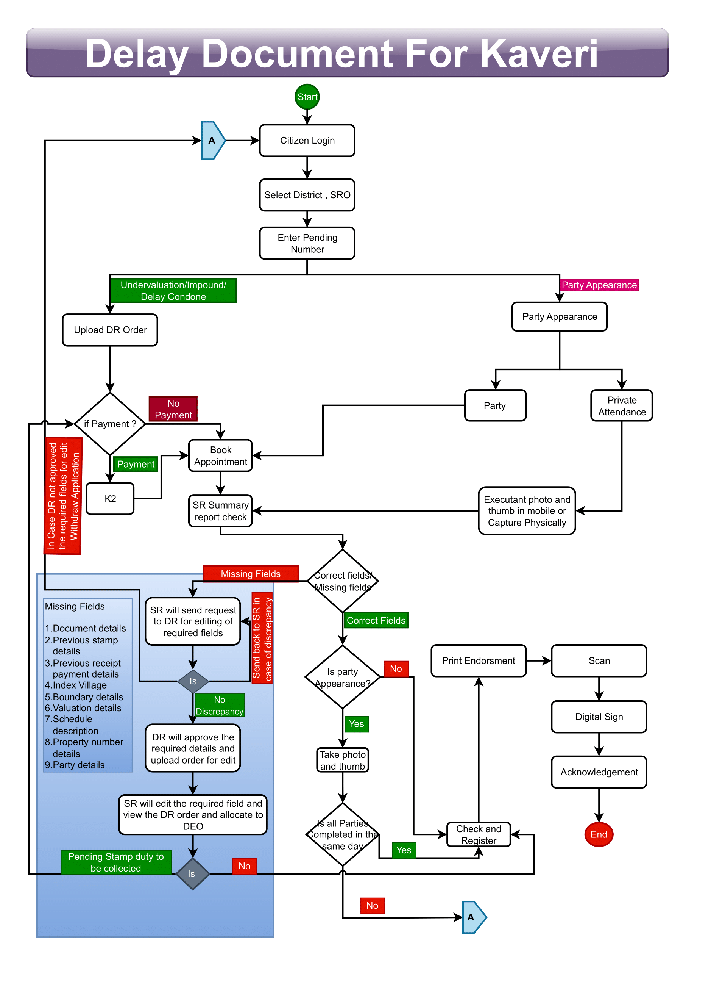 Delay Document For Kaveri
Start
A
Citizen Login
Select District , SRO
Enter Pending
Number
Undervaluation/Impound/
Delay Condone
Party Appearance
Upload DR Order
Party Appearance
if Payment ?
No
Payment
Party
Private
Attendance
Book
Appointment
Payment
K2
In Case DR not approved
the required fields for edit
Withdraw Application
SR Summary
report check
Executant photo and
thumb in mobile or
Capture Physically
Correct fields/
Missing fields
Missing Fields
Missing Fields
1.Document details
2.Previous stamp
details
3.Previous receipt
payment details
4.Index Village
5.Boundary details
6.Valuation details
7.Schedule
description
8.Property number
details
9.Party details
SR will send request
to DR for editing of
required fields
Send back to SR in
case of discrepancy
Correct Fields
Is
No
Discrepancy
Is party
Appearance?
No
Print Endorsment
Scan
Yes
Digital Sign
DR will approve the
required details and
upload order for edit
Take photo
and thumb
Acknowledgement
SR will edit the required field and
view the DR order and allocate to
DEO
Is all Parties
Completed in the
same day
Yes
Check and
Register
End
Pending Stamp duty to
be collected
Is
No
No
A